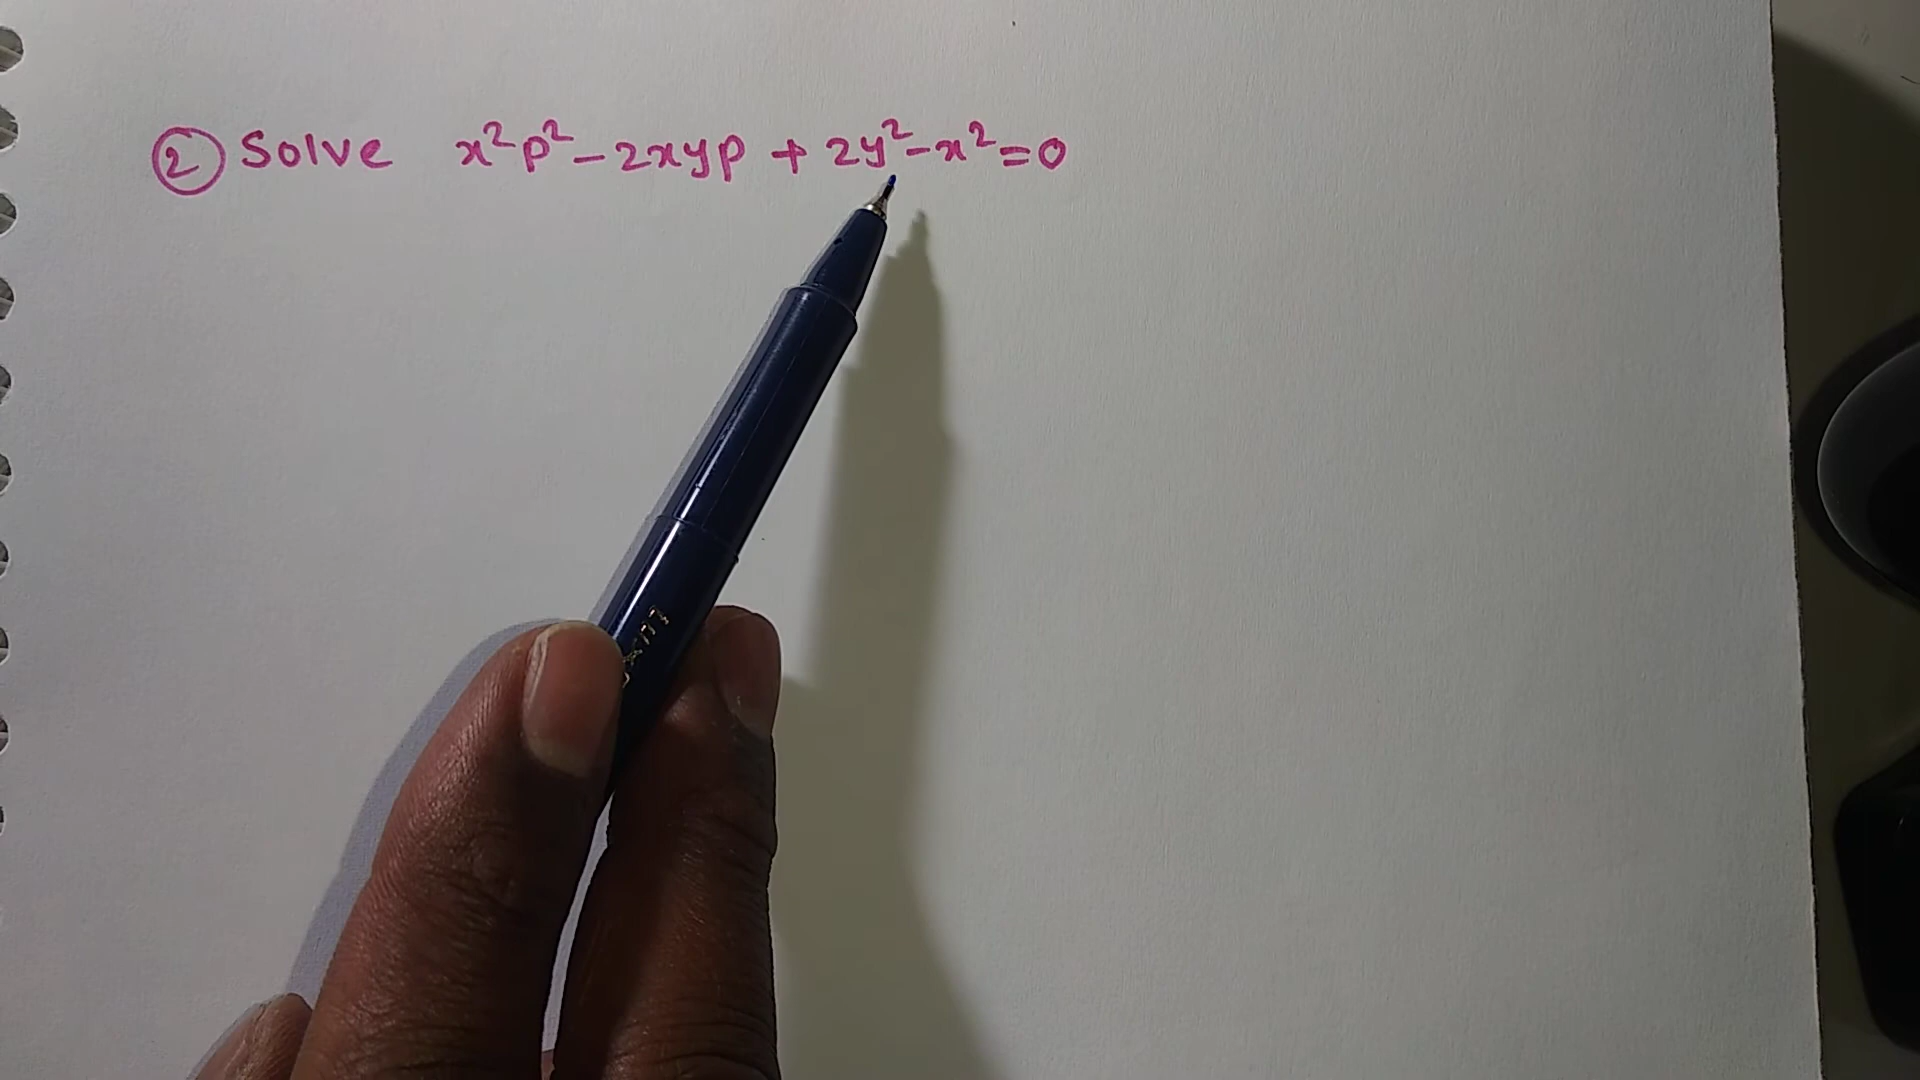 ② Solve x²p² - 2xyp + 2y² - x² = 0